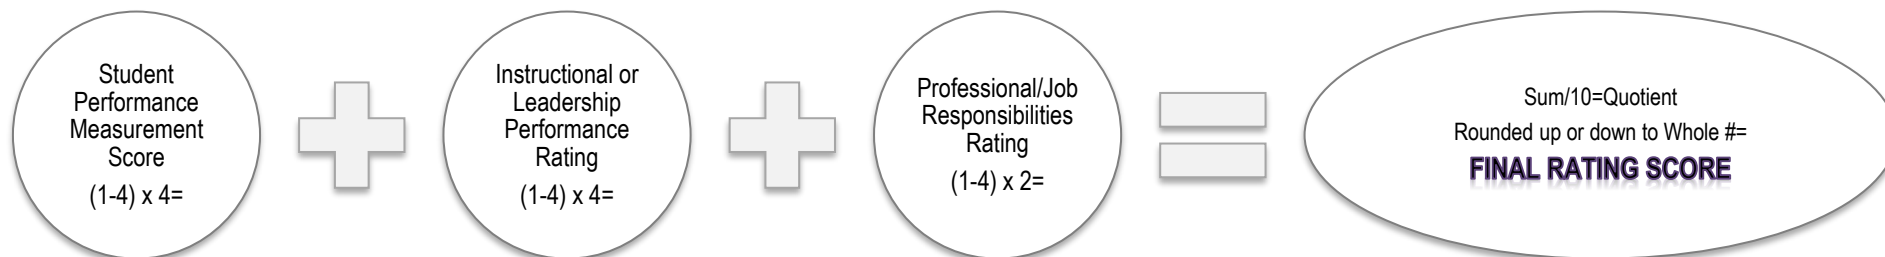 Student
Performance
Measurement
Score
(1-4) x 4=
Instructional or
Leadership
Performance
Rating
(1-4) x 4=
Professional/Job
Responsibilities
Rating
(1-4) x 2=
Sum/10=Quotient
Rounded up or down to Whole #=
FINAL RATING SCORE